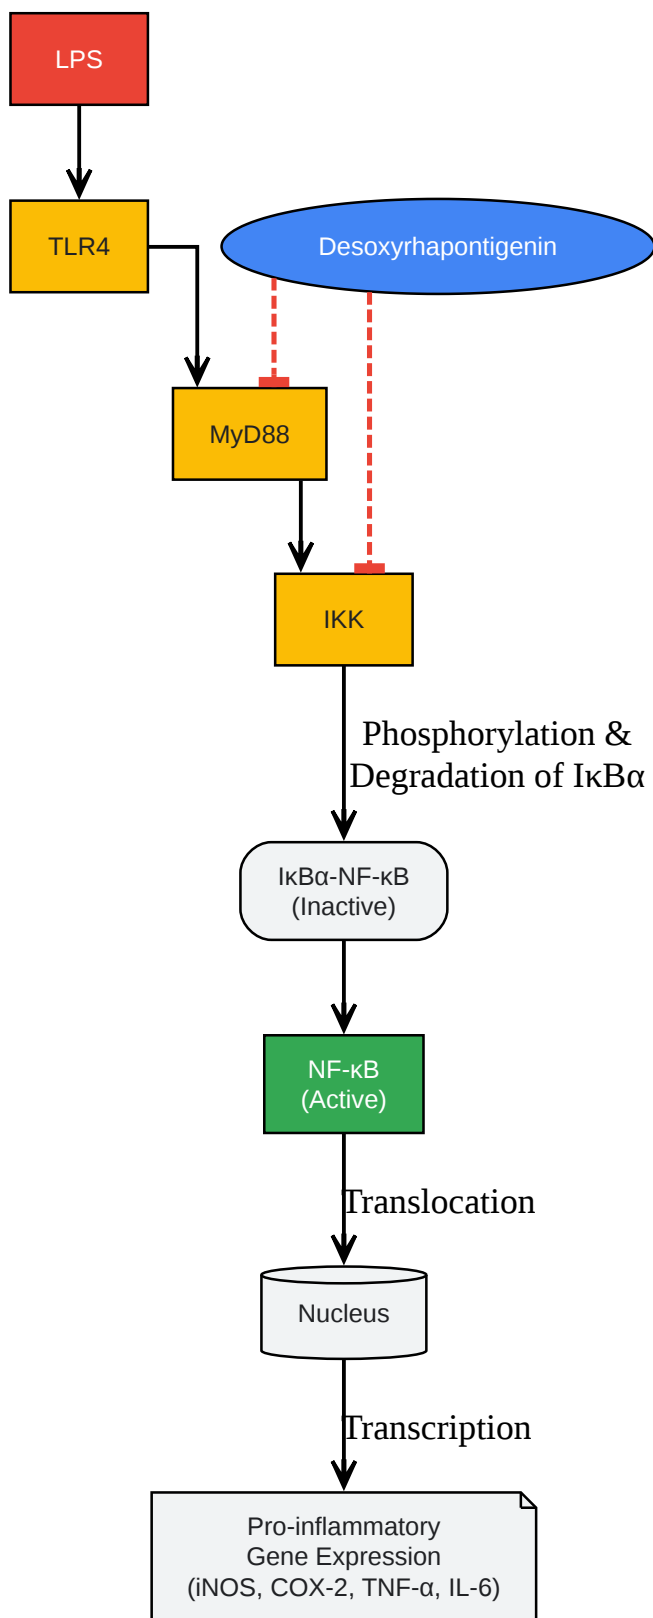 LPS
TLR4
Desoxyrhapontigenin
MyD88
IKK
Phosphorylation &
Degradation of IκBα
IκBα-NF-κB
(Inactive)
NF-κB
(Active)
Translocation
Nucleus
Transcription
Pro-inflammatory
Gene Expression
(iNOS, COX-2, TNF-α, IL-6)